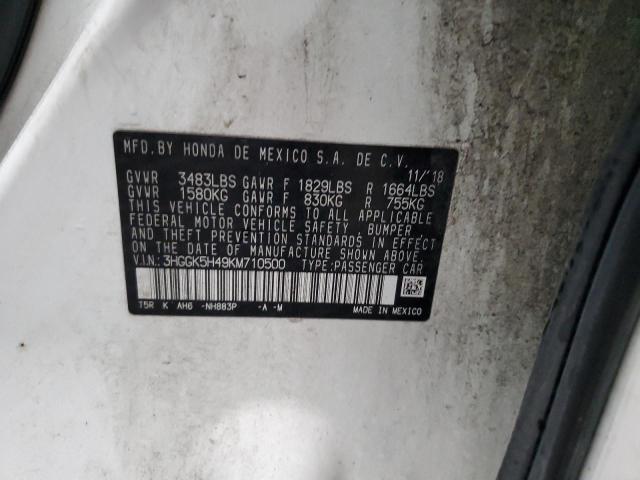 MFD.BY HONDA DE MEXICO S.A. DE C.V.
11/'18
GVWR 3483LBS GAWR F 1829LBS R 1664LBS
GVWR 1580KG GAWR F 830KG R 755KG
THIS VEHICLE CONFORMS TO ALL APPLICABLE
FEDERAL MOTOR VEHICLE SAFETY, BUMPER
AND THEFT PREVENTION STANDARDS IN EFFECT
ON THE DATE OF MANUFACTURE SHOWN ABOVE.
V.I.N.: 3HGGK5H49KM710500 TYPE:PASSENGER CAR
T5R K AH6 -NH883P -A -M MADE IN MEXICO